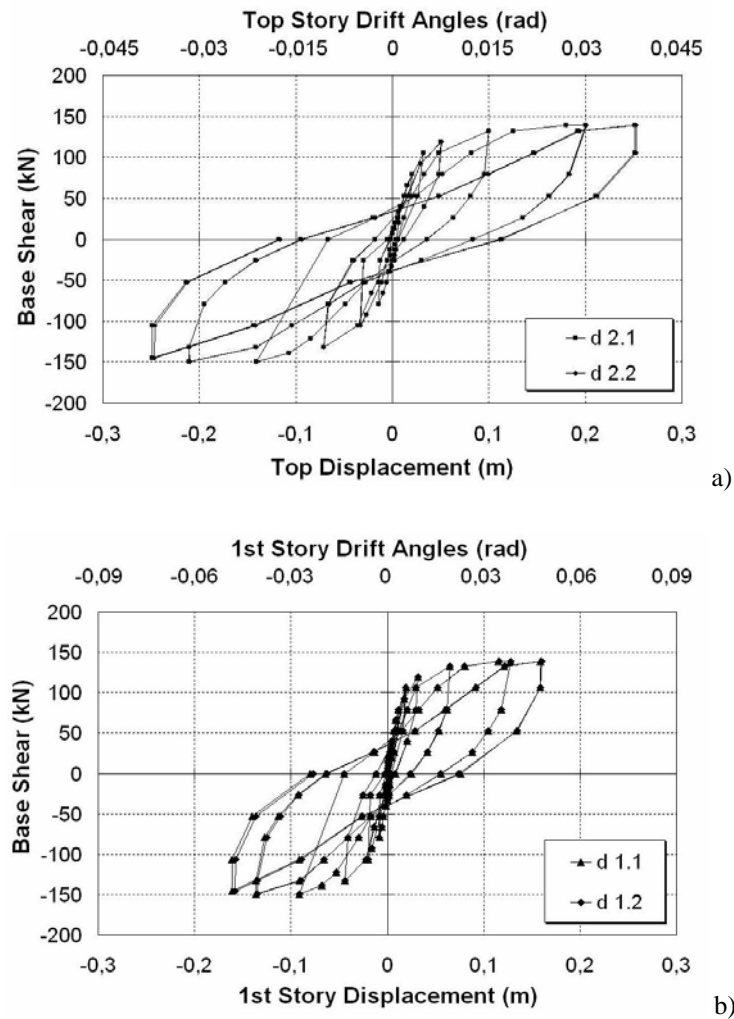 Top Story Drift Angles (rad)
-0,045 -0,03 -0,015 0 0,015 0,03 0,045
200
150
100
50
0
-50
-100
-150
-200
Base Shear (kN)
d 2.1
d 2.2
-0,3 -0,2 -0,1 0 0,1 0,2 0,3
Top Displacement (m)
a)
1st Story Drift Angles (rad)
-0,09 -0,06 -0,03 0 0,03 0,06 0,09
200
150
100
50
0
-50
-100
-150
-200
Base Shear (kN)
d 1.1
d 1.2
-0,3 -0,2 -0,1 0 0,1 0,2 0,3
1st Story Displacement (m)
b)